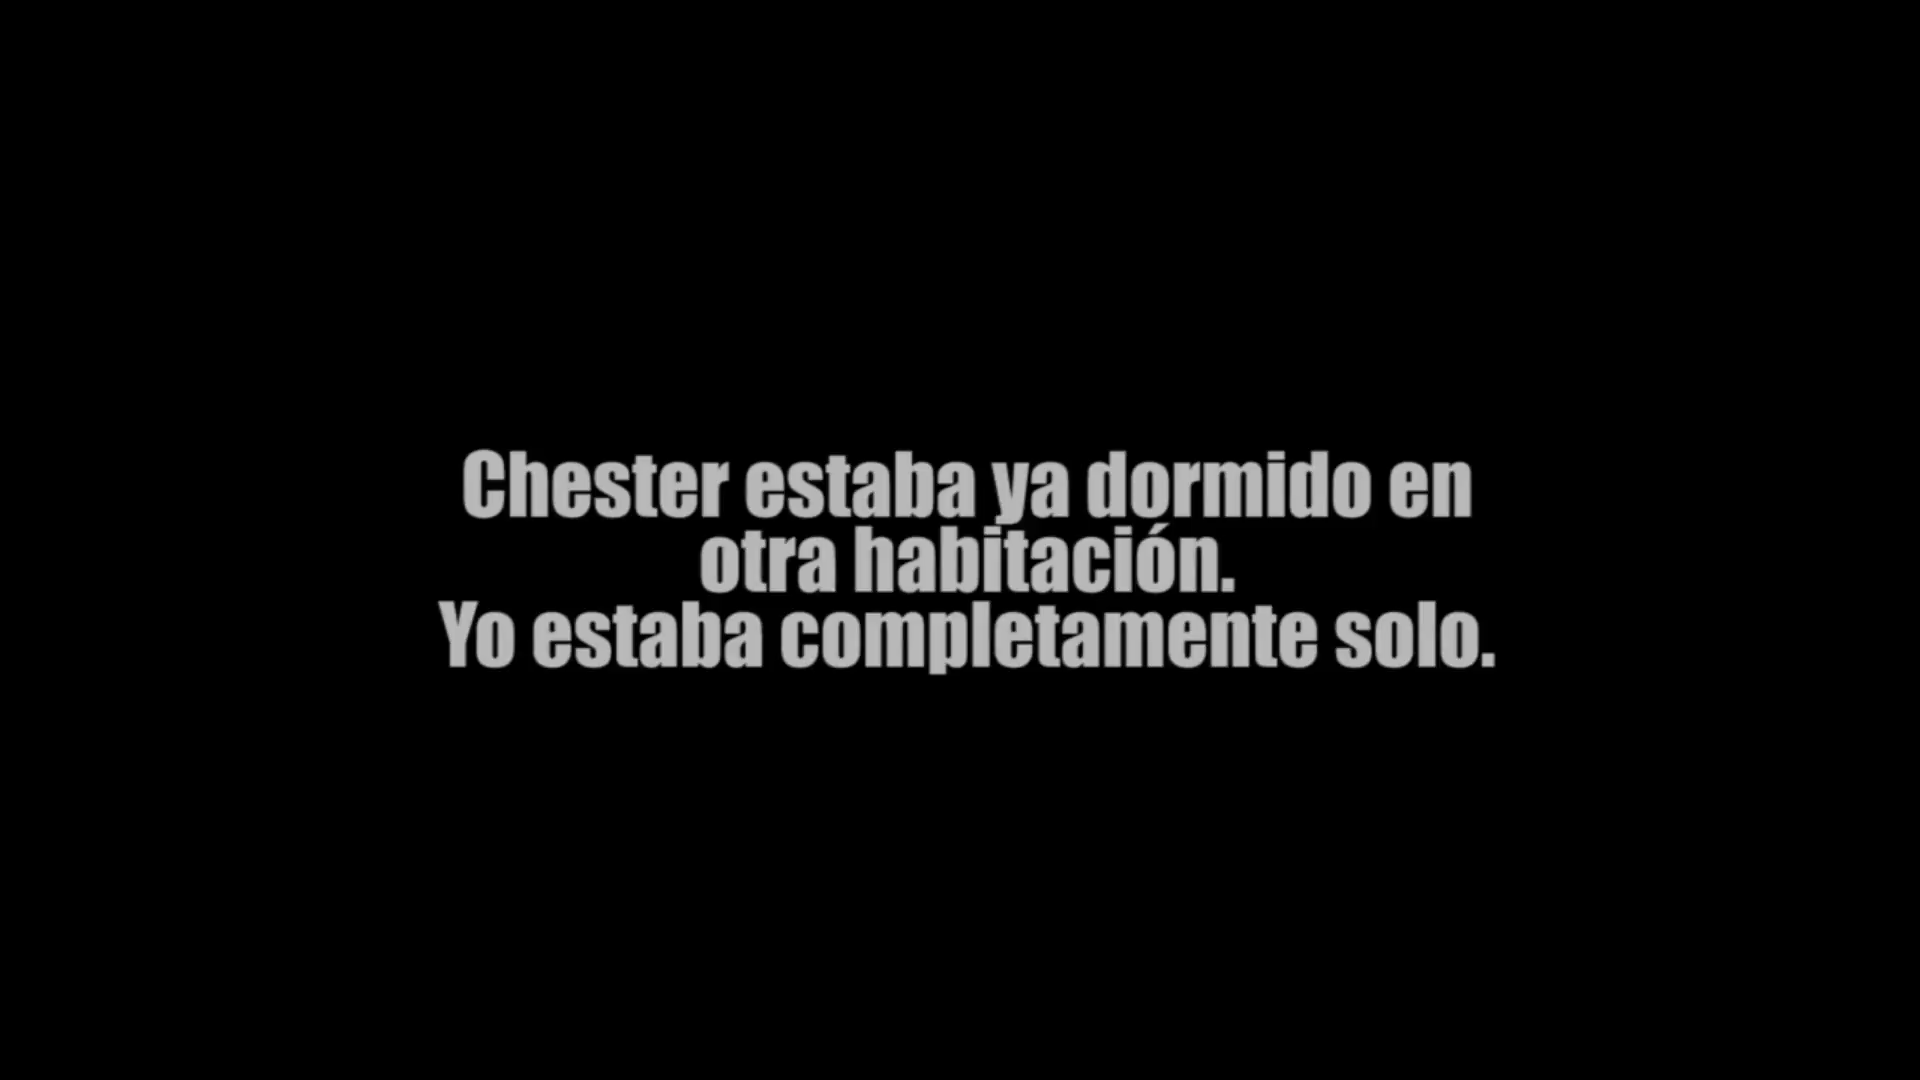 Chester estaba ya dormido en
otra habitación.
Yo estaba completamente solo.